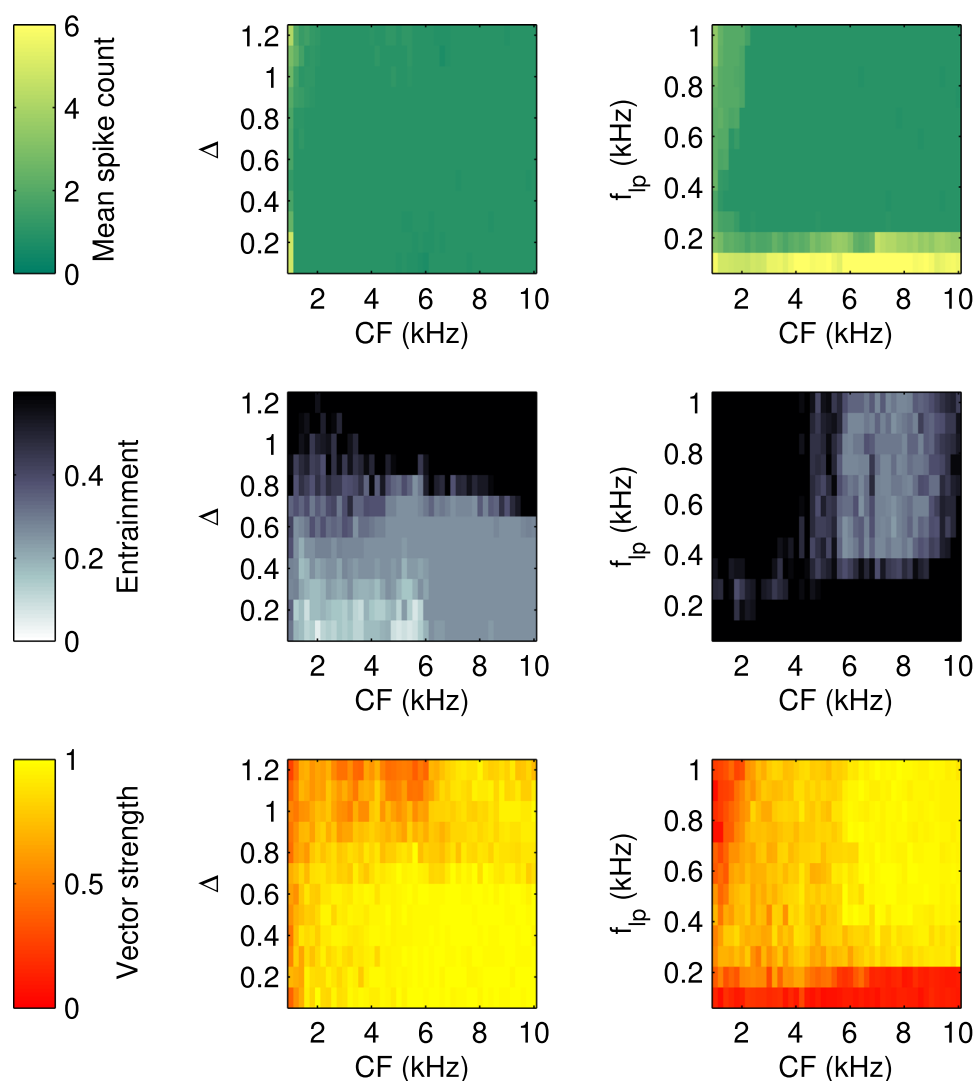 6
4
2
0
Mean spike count
1.2
1
0.8
0.6
0.4
0.2
Δ
2 4 6 8 10
CF (kHz)
1
0.8
0.6
0.4
0.2
f_lp (kHz)
2 4 6 8 10
CF (kHz)
0.4
0.2
0
Entrainment
1.2
1
0.8
0.6
0.4
0.2
Δ
2 4 6 8 10
CF (kHz)
1
0.8
0.6
0.4
0.2
f_lp (kHz)
2 4 6 8 10
CF (kHz)
1
0.5
0
Vector strength
1.2
1
0.8
0.6
0.4
0.2
Δ
2 4 6 8 10
CF (kHz)
1
0.8
0.6
0.4
0.2
f_lp (kHz)
2 4 6 8 10
CF (kHz)